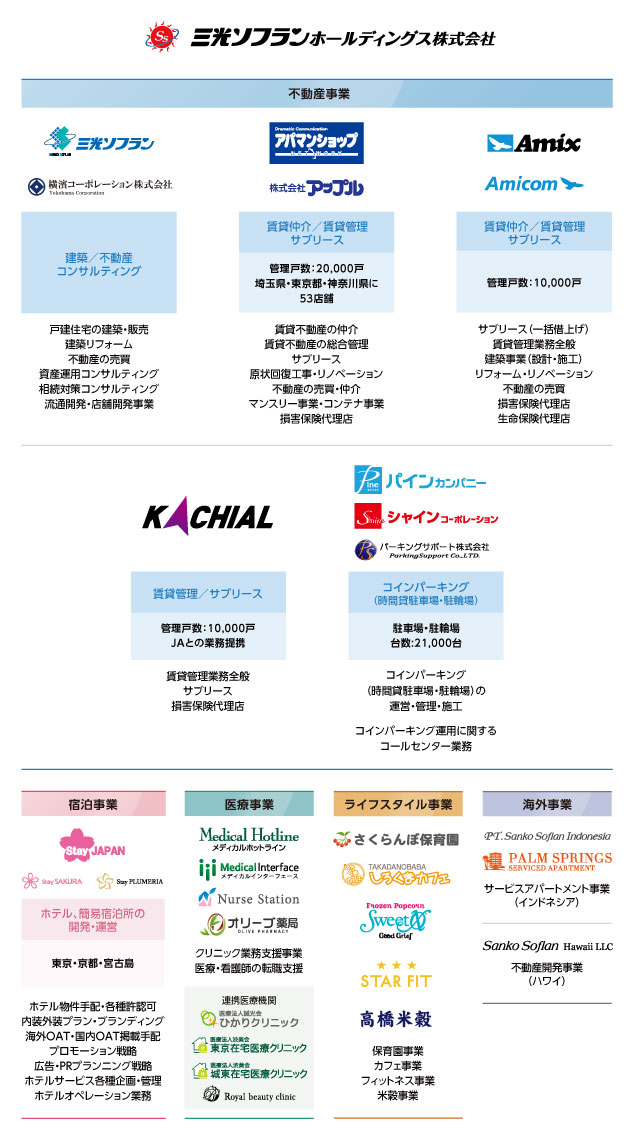 SS
三光ソフランホールディングス株式会社
不動産事業
SANKO SOFLAN
三光ソフラン
横濱コーポレーション株式会社
Yokohama Corporation
建築／不動産
コンサルティング
戸建住宅の建築・販売
建築リフォーム
不動産の売買
資産運用コンサルティング
相続対策コンサルティング
流通開発・店舗開発事業
Dramatic Communication
アパマンショップ
NETWORK
株式会社アップル
賃貸仲介／賃貸管理
サブリース
管理戸数：20,000戸
埼玉県・東京都・神奈川県に
53店舗
賃貸不動産の仲介
賃貸不動産の総合管理
サブリース
原状回復工事・リノベーション
不動産の売買・仲介
マンスリー事業・コンテナ事業
損害保険代理店
Amix
Amicom
賃貸仲介／賃貸管理
サブリース
管理戸数：10,000戸
サブリース（一括借上げ）
賃貸管理業務全般
建築事業（設計・施工）
リフォーム・リノベーション
不動産の売買
損害保険代理店
生命保険代理店
KACHIAL
賃貸管理／サブリース
管理戸数：10,000戸
JAとの業務提携
賃貸管理業務全般
サブリース
損害保険代理店
Pine
パインカンパニー
Shine
シャインコーポレーション
PS
パーキングサポート株式会社
ParkingSupport Co.,LTD.
コインパーキング
（時間貸駐車場・駐輪場）
駐車場・駐輪場
台数:21,000台
コインパーキング
（時間貸駐車場・駐輪場）の
運営・管理・施工
コインパーキング運用に関する
コールセンター業務
宿泊事業
Stay JAPAN
Stay SAKURA
Stay PLUMERIA
ホテル、簡易宿泊所の
開発・運営
東京・京都・宮古島
ホテル物件手配・各種許認可
内装外装プラン・ブランディング
海外OAT・国内OAT掲載手配
プロモーション戦略
広告・PRプランニング戦略
ホテルサービス各種企画・管理
ホテルオペレーション業務
医療事業
Medical Hotline
メディカルホットライン
Medical Interface
メディカルインターフェース
Nurse Station
オリーブ薬局
OLIVE PHARMACY
クリニック業務支援事業
医療・看護師の転職支援
連携医療機関
医療法人誠光会
ひかりクリニック
医療法人淡美会
東京在宅医療クリニック
医療法人淡美会
城東在宅医療クリニック
Royal beauty clinic
ライフスタイル事業
さくらんぼ保育園
TAKADANOBABA
しろくまカフェ
Frozen Popcorn
Sweet XO
Good Grief
STAR FIT
高橋米穀
保育園事業
カフェ事業
フィットネス事業
米穀事業
海外事業
PT. Sanko Soflan Indonesia
PALM SPRINGS
SERVICED APARTMENT
サービスアパートメント事業
（インドネシア）
Sanko Soflan Hawaii LLC
不動産開発事業
（ハワイ）